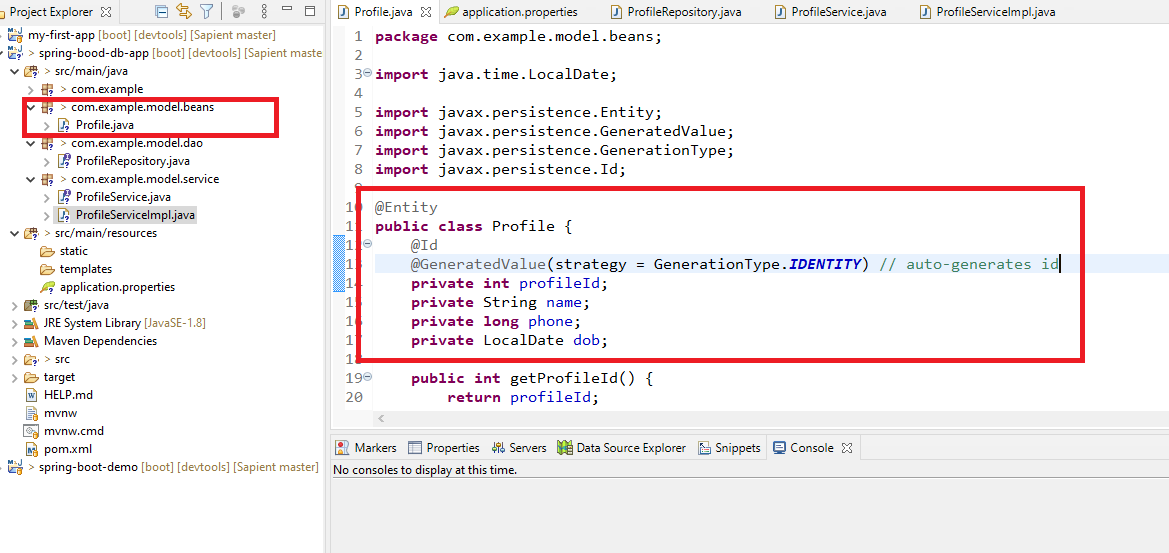 Project Explorer
my-first-app [boot] [devtools] [Sapient master]
> spring-bood-db-app [boot] [devtools] [Sapient maste
> src/main/java
> com.example
> com.example.model.beans
Profile.java
> com.example.model.dao
ProfileRepository.java
> com.example.model.service
ProfileService.java
ProfileServiceImpl.java
> src/main/resources
static
templates
application.properties
src/test/java
JRE System Library [JavaSE-1.8]
Maven Dependencies
> src
target
HELP.md
mvnw
mvnw.cmd
pom.xml
> spring-boot-demo [boot] [devtools] [Sapient master]
Profile.java application.properties ProfileRepository.java ProfileService.java ProfileServiceImpl.java
1 package com.example.model.beans;
2
3 import java.time.LocalDate;
4
5 import javax.persistence.Entity;
6 import javax.persistence.GeneratedValue;
7 import javax.persistence.GenerationType;
8 import javax.persistence.Id;
9
10 @Entity
11 public class Profile {
12 @Id
13 @GeneratedValue(strategy = GenerationType.IDENTITY) // auto-generates id
14 private int profileId;
15 private String name;
16 private long phone;
17 private LocalDate dob;
18
19 public int getProfileId() {
20 return profileId;
Markers Properties Servers Data Source Explorer Snippets Console
No consoles to display at this time.